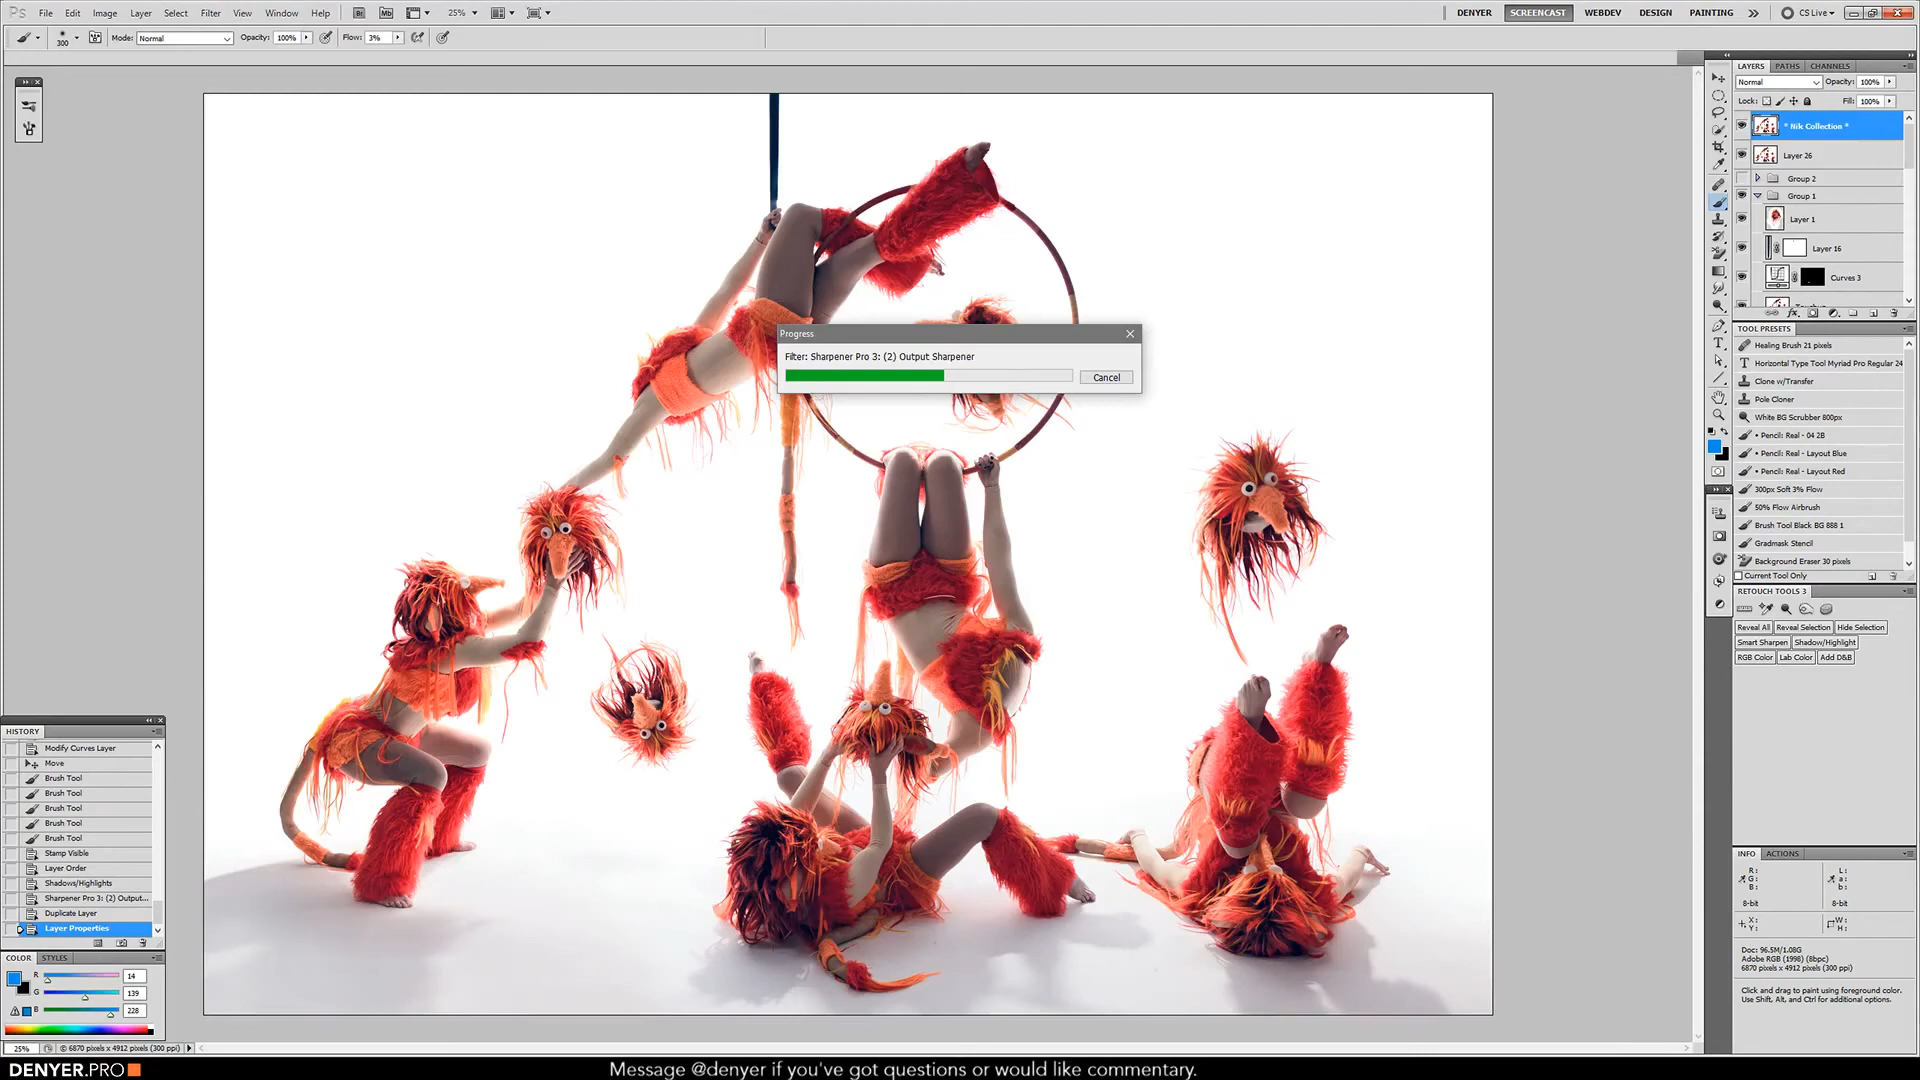 Ps File Edit Image Layer Select Filter Analysis View Window Help Br Mb 25% DENYER SCREENCAST WEBDEV DESIGN PAINTING CS Live
300 Mode: Normal Opacity: 100% Flow: 3%
LAYERS PATHS CHANNELS
Normal Opacity: 100%
Lock: Fill: 100%
* Nik Collection *
Layer 26
Group 2
Group 1
Layer 1
Layer 16
Curves 3
Progress
Filter: Sharpener Pro 3: (2) Output Sharpener
Cancel
TOOL PRESETS
Healing Brush 21 pixels
Horizontal Type Tool Myriad Pro Regular 24
Clone w/Transfer
Pole Cloner
White BG Scrubber 800px
Pencil: Real - 04 2B
Pencil: Real - Layout Blue
Pencil: Real - Layout Red
300px Soft 3% Flow
50% Flow Airbrush
Brush Tool Black BG 888 1
Gradmask Stencil
Background Eraser 30 pixels
Current Tool Only
RETOUCH TOOLS 3
Reveal All Reveal Selection Hide Selection
Smart Sharpen Shadow/Highlight
RGB Color Lab Color Add D&B
HISTORY
Modify Curves Layer
Move
Brush Tool
Brush Tool
Brush Tool
Brush Tool
Brush Tool
Stamp Visible
Layer Order
Shadows/Highlights
Sharpener Pro 3: (2) Output...
Duplicate Layer
Layer Properties
COLOR STYLES
R 14
G 139
B 228
INFO ACTIONS
R: L:
G: a:
B: b:
8-bit 8-bit
X: W:
Y: H:
Doc: 96.5M/1.08G
Adobe RGB (1998) (8bpc)
6870 pixels x 4912 pixels (300 ppi)
Click and drag to paint using foreground color.
Use Shift, Alt, and Ctrl for additional options.
25% © 6870 pixels x 4912 pixels (300 ppi)
DENYER.PRO
Message @denyer if you've got questions or would like commentary.